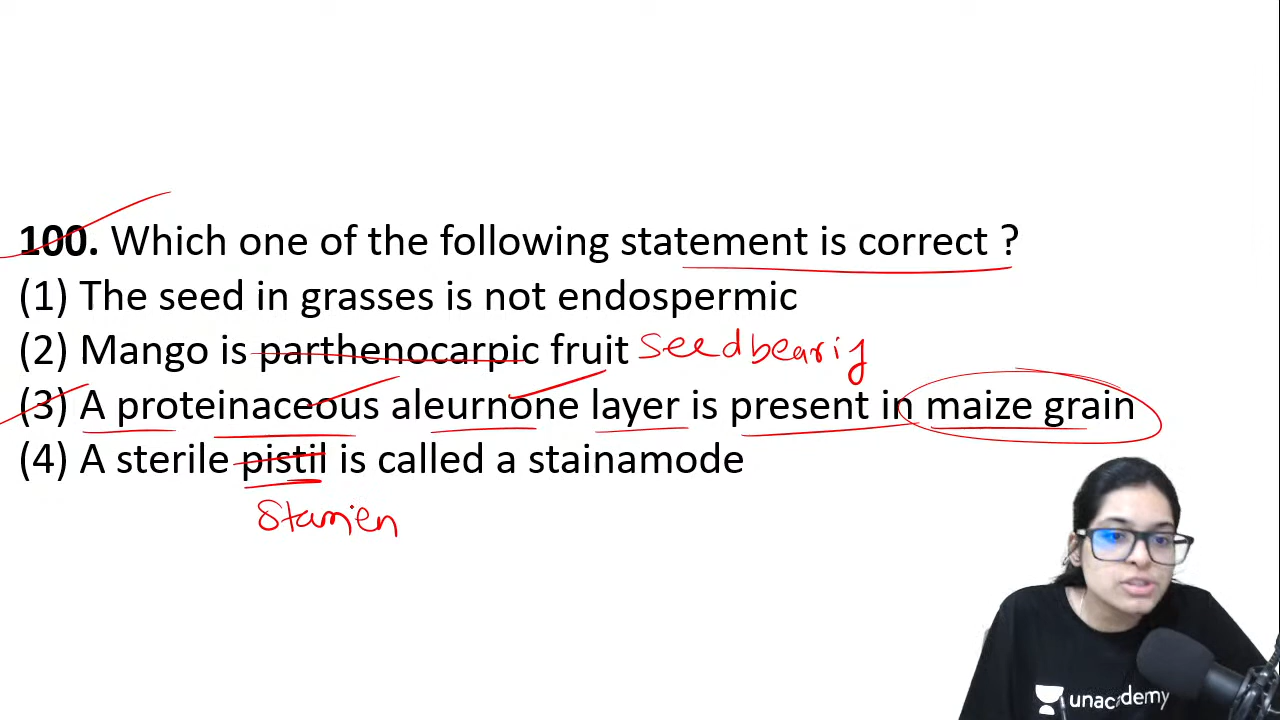 100. Which one of the following statement is correct ?
(1) The seed in grasses is not endospermic
(2) Mango is parthenocarpic fruit seedbearig
(3) A proteinaceous aleurnone layer is present in maize grain
(4) A sterile pistil is called a stainamode
Stamen
unacademy